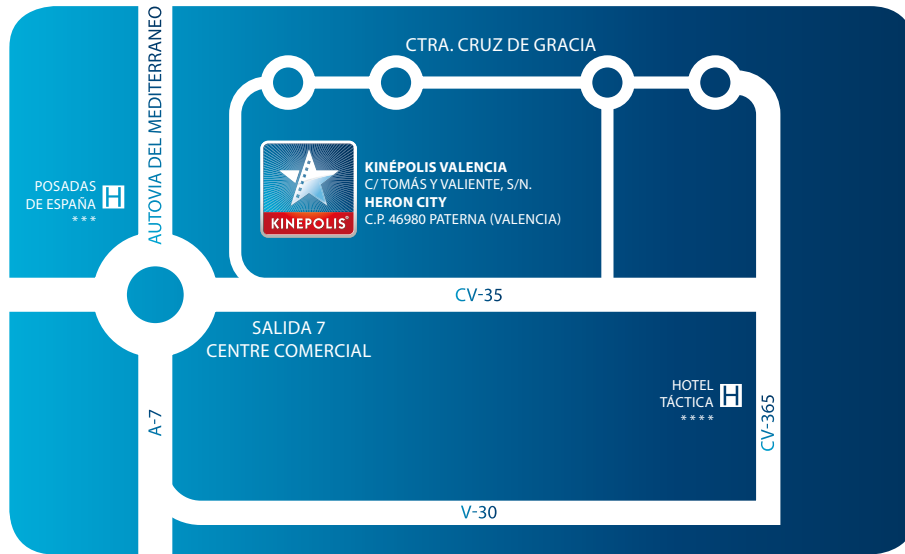 CTRA. CRUZ DE GRACIA
AUTOVIA DEL MEDITERRANEO
POSADAS
DE ESPAÑA H
***
KINEPOLIS®
KINÉPOLIS VALENCIA
C/ TOMÁS Y VALIENTE, S/N.
HERON CITY
C.P. 46980 PATERNA (VALENCIA)
CV-35
SALIDA 7
CENTRE COMERCIAL
HOTEL
TÁCTICA H
****
A-7
CV-365
V-30